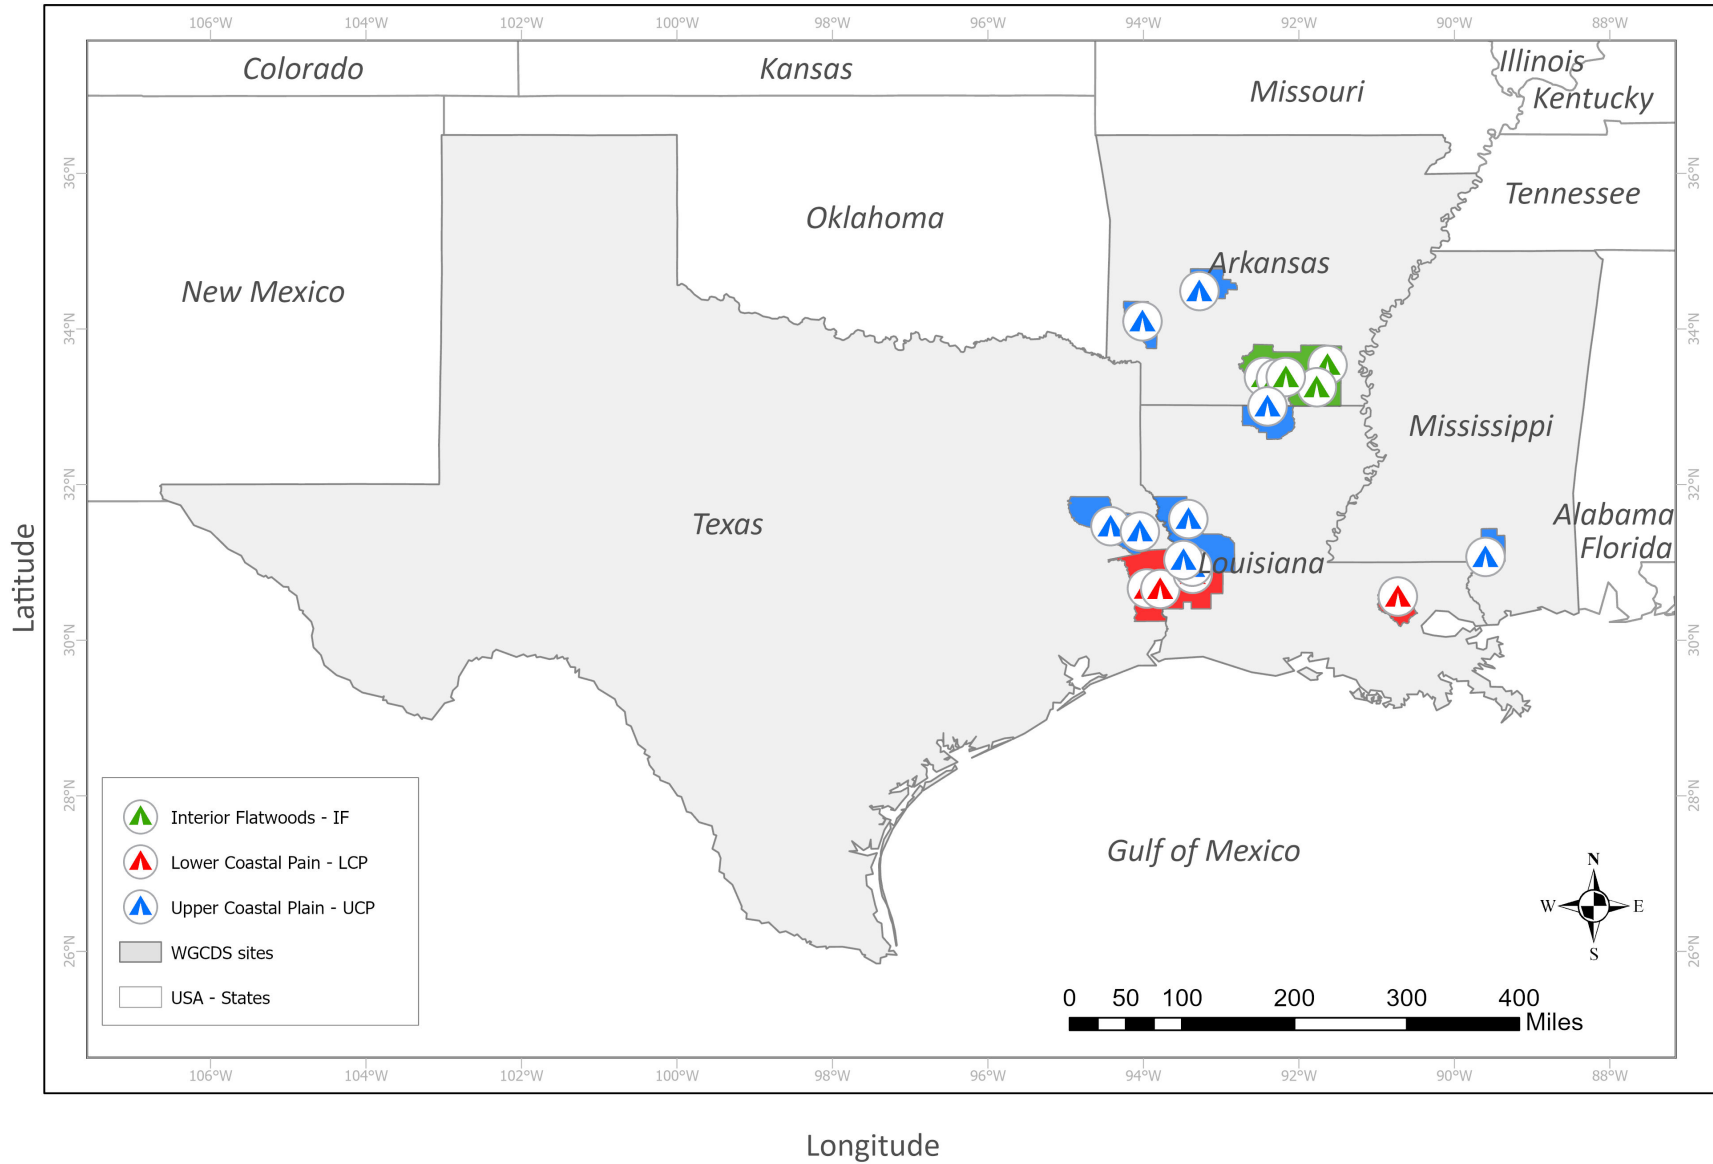 106°W 104°W 102°W 100°W 98°W 96°W 94°W 92°W 90°W 88°W
Colorado
Kansas
Missouri
Illinois
Kentucky
36°N
36°N
Tennessee
Oklahoma
New Mexico
Arkansas
34°N
34°N
Mississippi
32°N
32°N
Texas
Alabama
Florida
Louisiana
Latitude
30°N
30°N
28°N
28°N
Gulf of Mexico
Interior Flatwoods - IF
Lower Coastal Pain - LCP
Upper Coastal Plain - UCP
WGCDS sites
USA - States
N
W E
S
26°N
26°N
0 50 100 200 300 400
Miles
106°W 104°W 102°W 100°W 98°W 96°W 94°W 92°W 90°W 88°W
Longitude